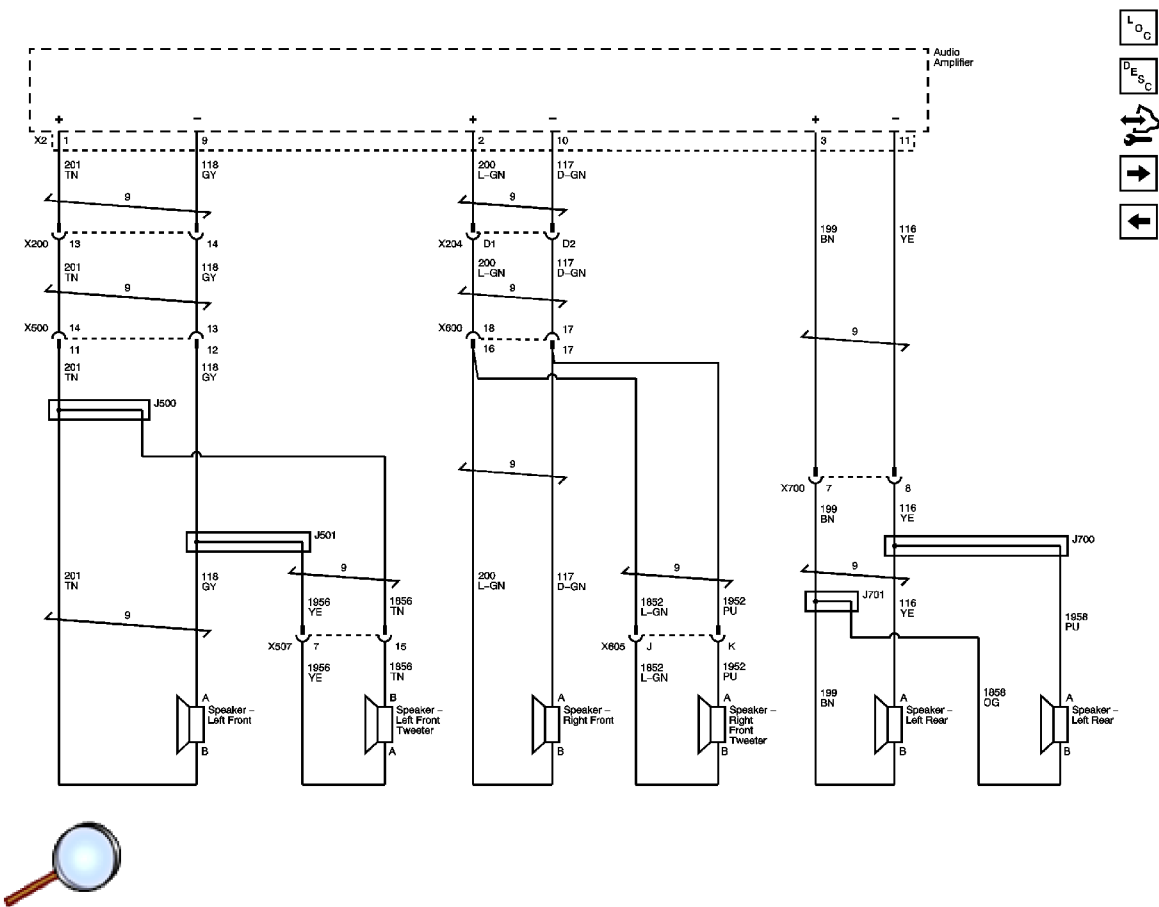 L O C
Audio
Amplifier
D E S C
+ − + − + −
X2 1 9 2 10 3 11
201 118 200 117
TN GY L-GN D-GN
9 9
199 116
BN YE
X200 13 14 X204 D1 D2
201 118 200 117
TN GY L-GN D-GN
9 9
X500 14 13 X600 18 17
9
11 12 16 17
201 118
TN GY
J500
9
X700 7 8
199 116
BN YE
J501
J700
9 9 9
201 118 200 117
TN GY L-GN D-GN
J701
1956 1856 1852 1952 116
YE TN L-GN PU YE
9
1958
PU
X507 7 15 X605 J K
1956 1856 1852 1952
YE TN L-GN PU
199 1858
BN OG
A B A A A A
Speaker –
Left Front
Speaker –
Left Front
Tweeter
Speaker –
Right Front
Speaker –
Right
Front
Tweeter
Speaker –
Left Rear
Speaker –
Left Rear
B A B B B B